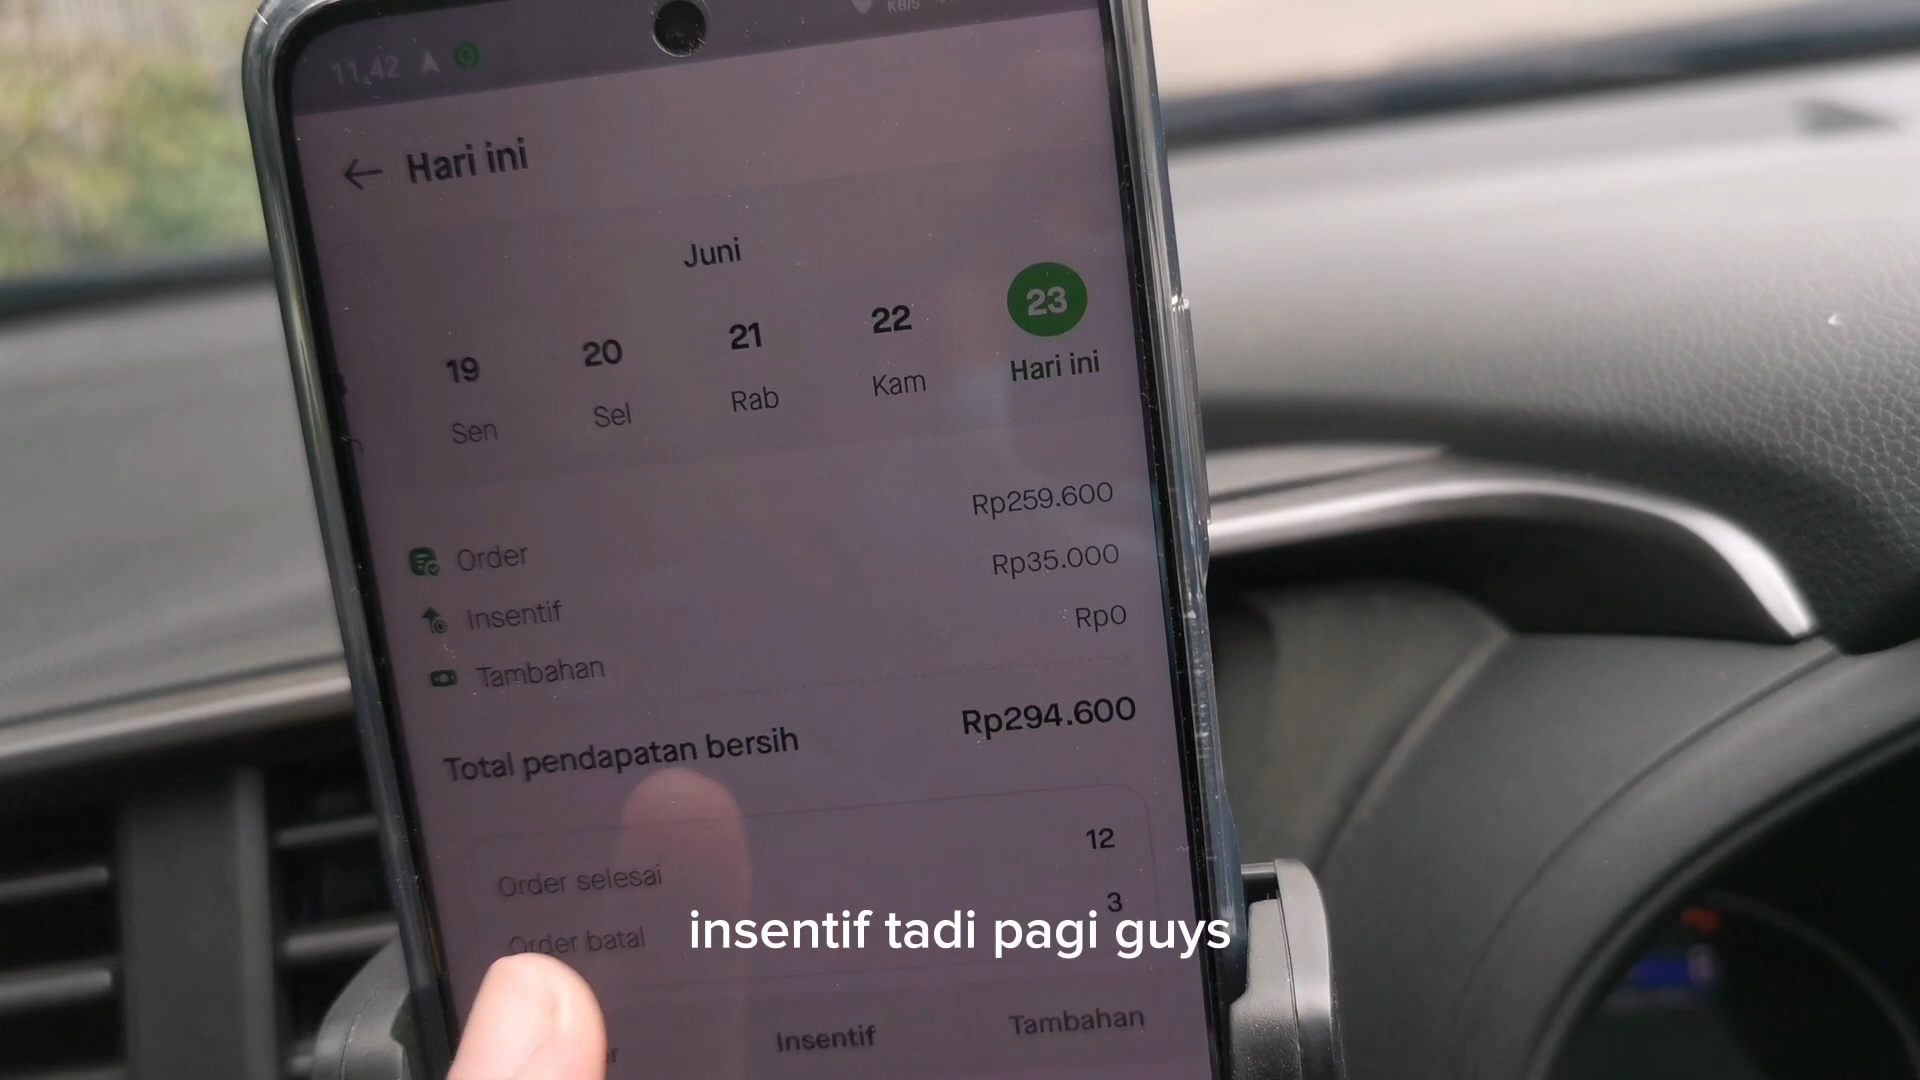 11.42
KB/s
Hari ini
Juni
19 20 21 22 23
Sen Sel Rab Kam Hari ini
Order Rp259.600
Insentif Rp35.000
Tambahan Rp0
Total pendapatan bersih Rp294.600
Order selesai 12
Order batal 3
insentif tadi pagi guys
Insentif Tambahan